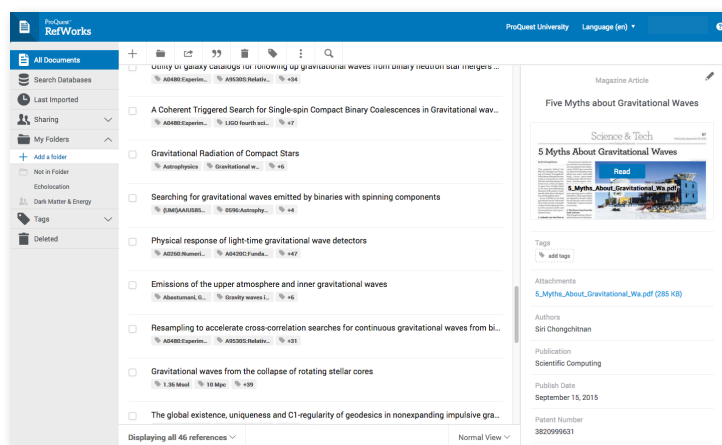 ProQuest
RefWorks
ProQuest University
Language (en)
All Documents
Search Databases
Last Imported
Sharing
My Folders
Add a folder
Not in Folder
Echolocation
Dark Matter & Energy
Tags
Deleted
Utility of galaxy catalogs for following up gravitational waves from binary neutron star mergers ...
A0480:Experim... A9530S:Relativ... +34
A Coherent Triggered Search for Single-spin Compact Binary Coalescences in Gravitational wav...
A0480:Experim... LIGO fourth sci... +7
Gravitational Radiation of Compact Stars
Astrophysics Gravitational w... +6
Searching for gravitational waves emitted by binaries with spinning components
(UMI)AAIU585... 0596:Astrophy... +4
Physical response of light-time gravitational wave detectors
A0260:Numeri... A0420C:Funda... +47
Emissions of the upper atmosphere and inner gravitational waves
Abastumani, G... Gravity waves i... +6
Resampling to accelerate cross-correlation searches for continuous gravitational waves from bi...
A0480:Experim... A9530S:Relativ... +31
Gravitational waves from the collapse of rotating stellar cores
1.36 Msol 10 Mpc +39
The global existence, uniqueness and C1-regularity of geodesics in nonexpanding impulsive gra...
Displaying all 46 references
Normal View
Magazine Article
Five Myths about Gravitational Waves
Science & Tech
5 Myths About Gravitational Waves
Read
5_Myths_About_Gravitational_Wa.pdf
Tags
add tags
Attachments
5_Myths_About_Gravitational_Wa.pdf (285 KB)
Authors
Siri Chongchitnan
Publication
Scientific Computing
Publish Date
September 15, 2015
Patent Number
3820999631